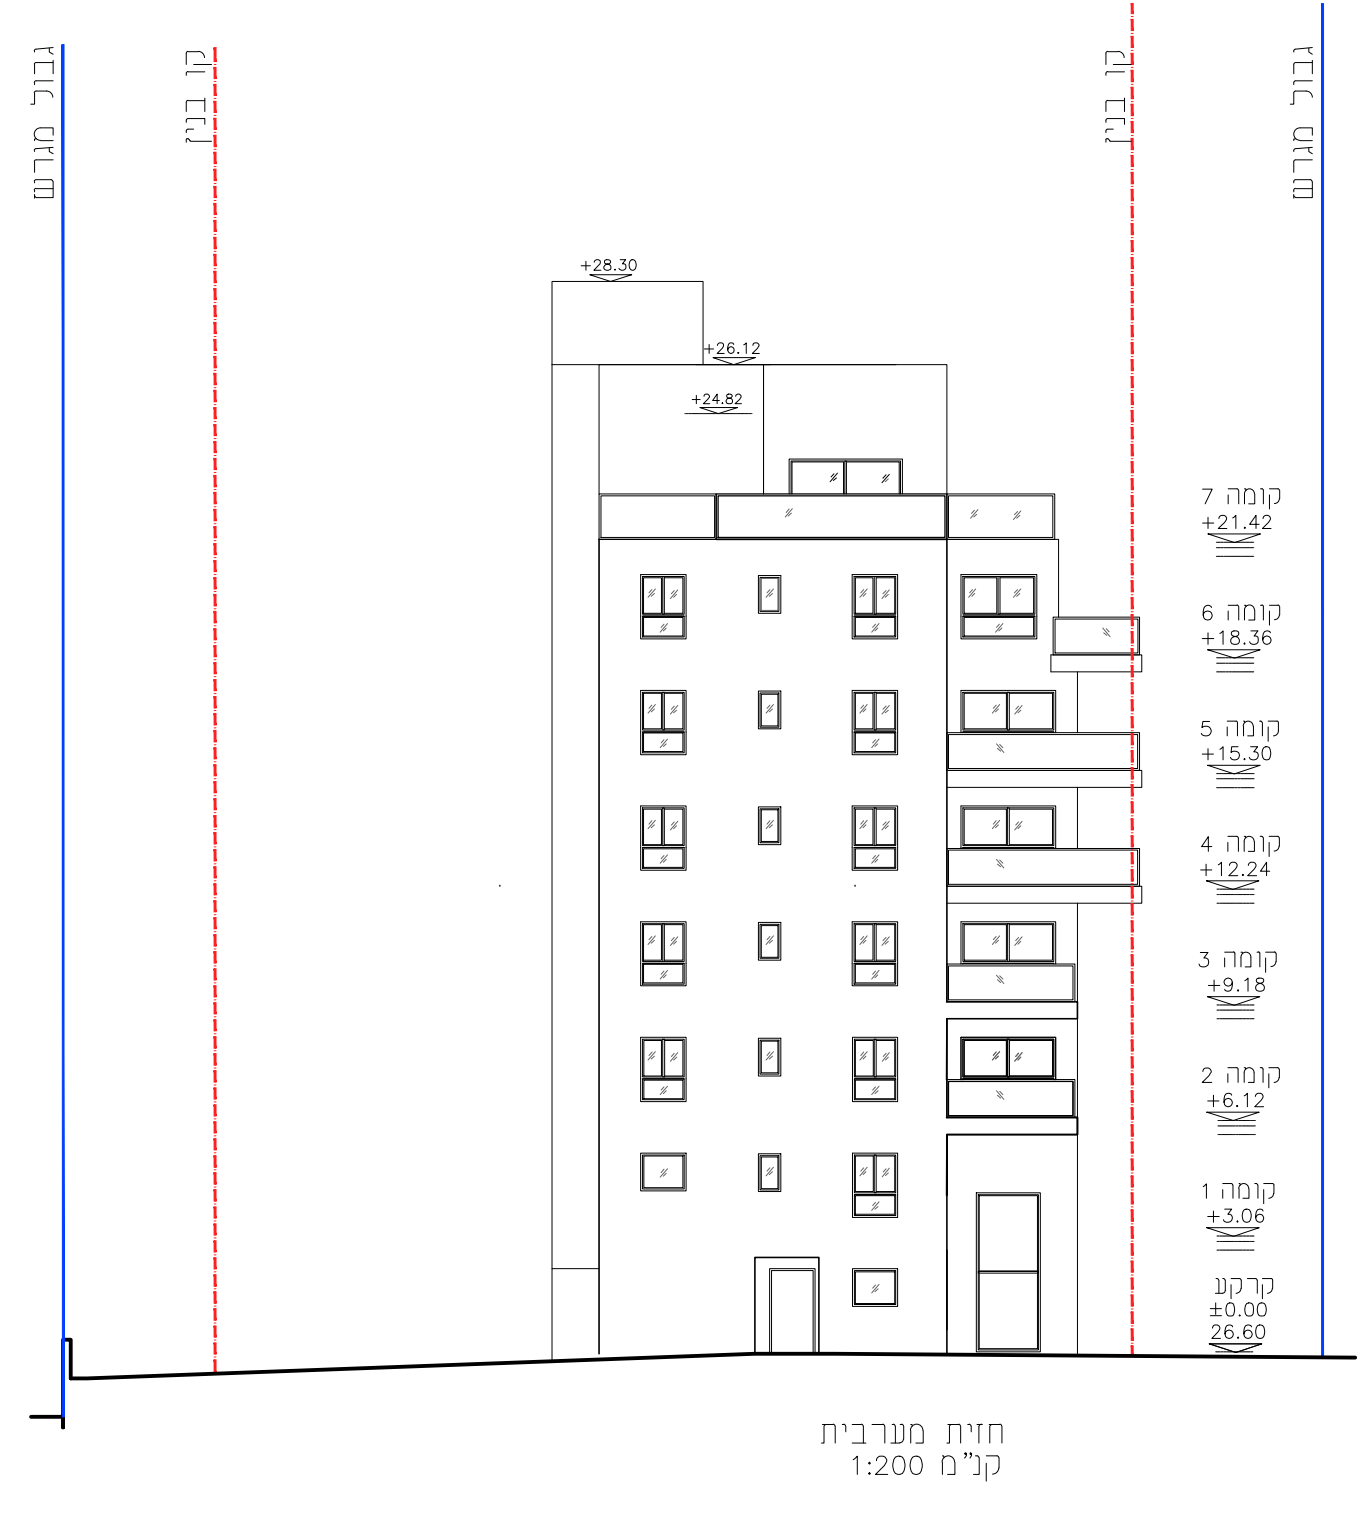 גבול מגרש
קו בנין
קו בנין
גבול מגרש
+28.30
+26.12
+24.82
קומה 7
+21.42
קומה 6
+18.36
קומה 5
+15.30
קומה 4
+12.24
קומה 3
+9.18
קומה 2
+6.12
קומה 1
+3.06
קרקע
±0.00
26.60
חזית מערבית
קנ"מ 1:200